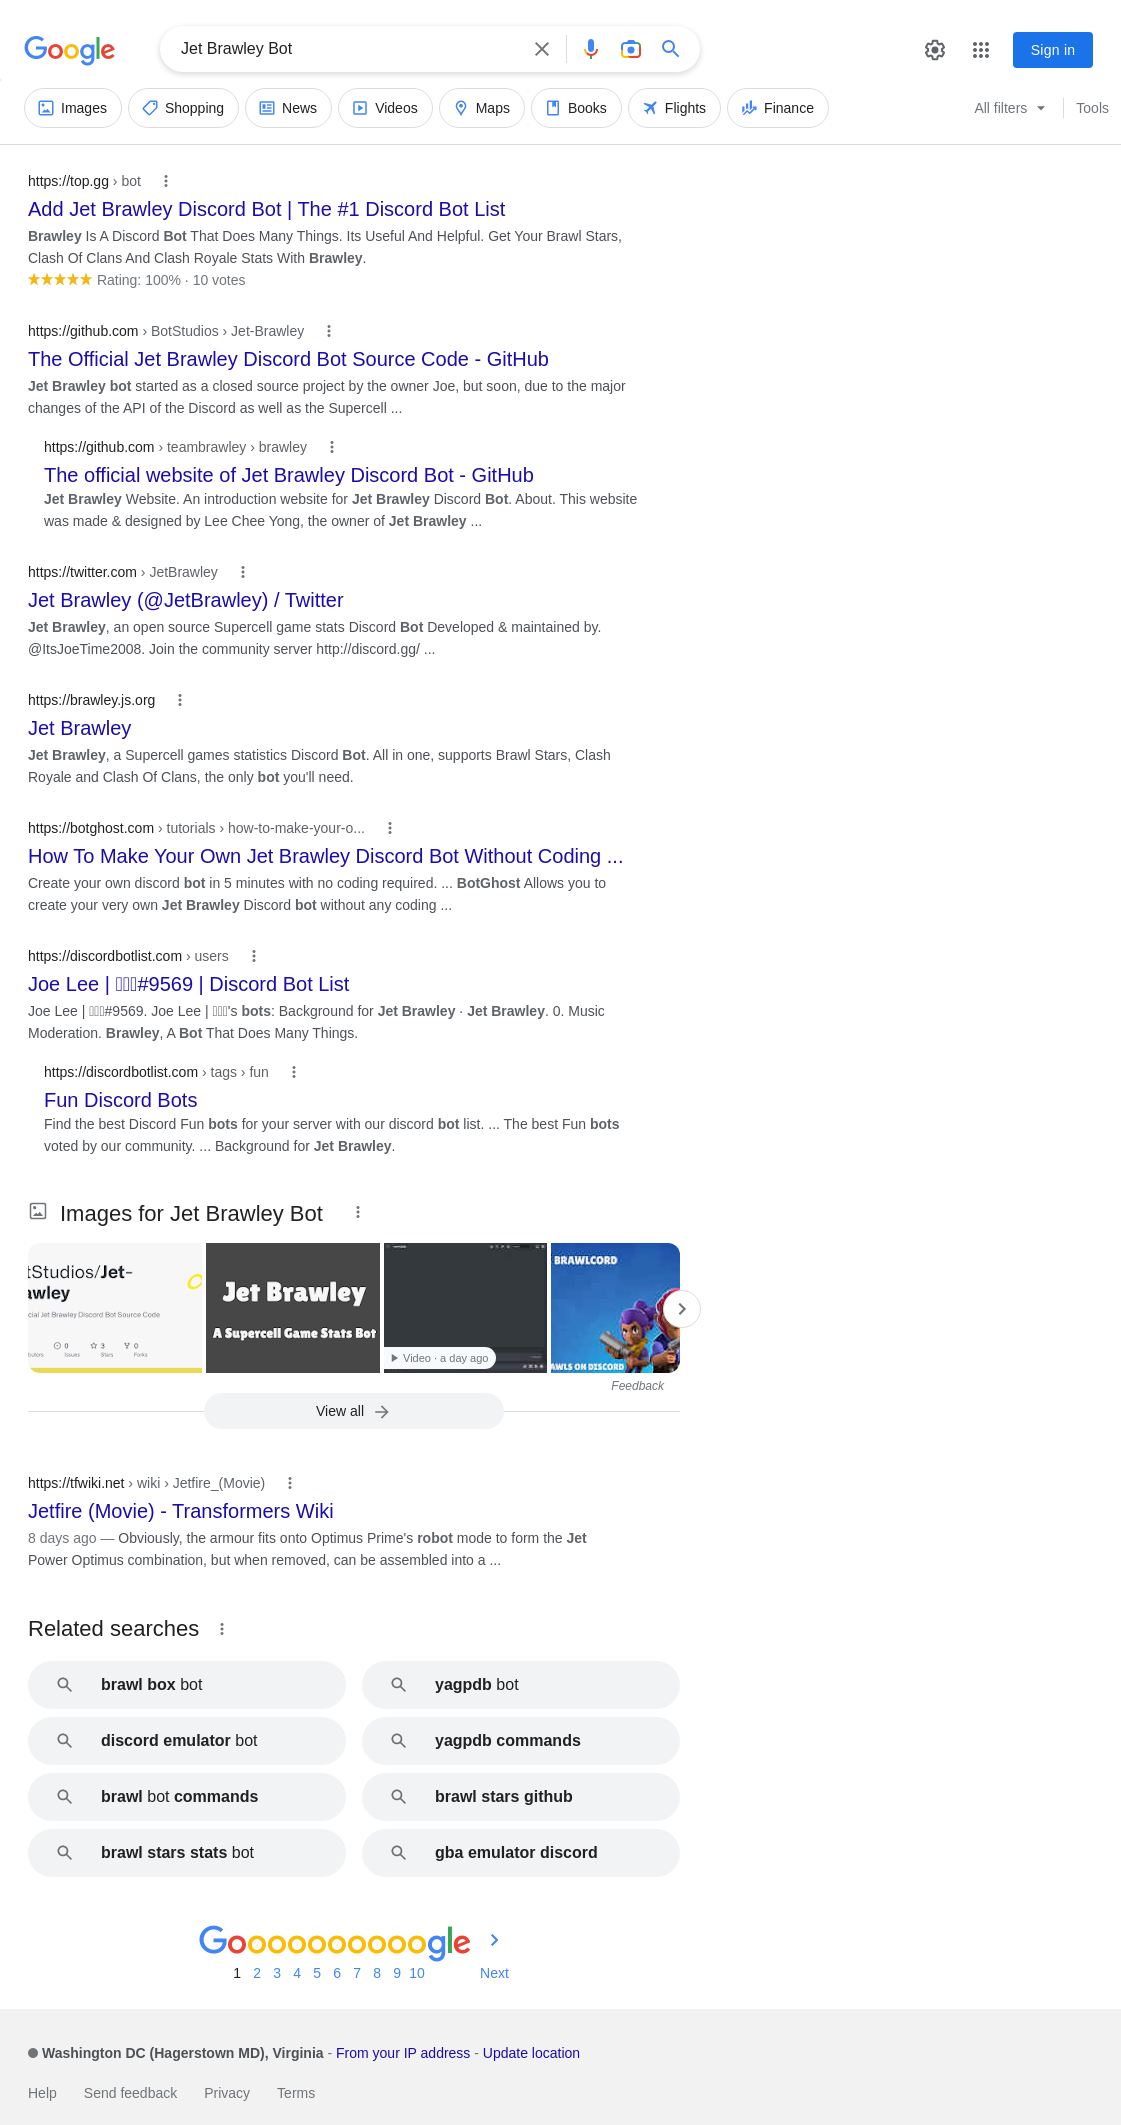 Google
Jet Brawley Bot
Sign in
Images
Shopping
News
Videos
Maps
Books
Flights
Finance
All filters
Tools
https://top.gg › bot
Add Jet Brawley Discord Bot | The #1 Discord Bot List
Brawley Is A Discord Bot That Does Many Things. Its Useful And Helpful. Get Your Brawl Stars,
Clash Of Clans And Clash Royale Stats With Brawley.
Rating: 100% · 10 votes
https://github.com › BotStudios › Jet-Brawley
The Official Jet Brawley Discord Bot Source Code - GitHub
Jet Brawley bot started as a closed source project by the owner Joe, but soon, due to the major
changes of the API of the Discord as well as the Supercell ...
https://github.com › teambrawley › brawley
The official website of Jet Brawley Discord Bot - GitHub
Jet Brawley Website. An introduction website for Jet Brawley Discord Bot. About. This website
was made & designed by Lee Chee Yong, the owner of Jet Brawley ...
https://twitter.com › JetBrawley
Jet Brawley (@JetBrawley) / Twitter
Jet Brawley, an open source Supercell game stats Discord Bot Developed & maintained by.
@ItsJoeTime2008. Join the community server http://discord.gg/ ...
https://brawley.js.org
Jet Brawley
Jet Brawley, a Supercell games statistics Discord Bot. All in one, supports Brawl Stars, Clash
Royale and Clash Of Clans, the only bot you'll need.
https://botghost.com › tutorials › how-to-make-your-o...
How To Make Your Own Jet Brawley Discord Bot Without Coding ...
Create your own discord bot in 5 minutes with no coding required. ... BotGhost Allows you to
create your very own Jet Brawley Discord bot without any coding ...
https://discordbotlist.com › users
Joe Lee | #9569 | Discord Bot List
Joe Lee | #9569. Joe Lee | 's bots: Background for Jet Brawley · Jet Brawley. 0. Music
Moderation. Brawley, A Bot That Does Many Things.
https://discordbotlist.com › tags › fun
Fun Discord Bots
Find the best Discord Fun bots for your server with our discord bot list. ... The best Fun bots
voted by our community. ... Background for Jet Brawley.
Images for Jet Brawley Bot
tStudios/Jet-
awley
cial Jet Brawley Discord Bot Source Code
0
3
0
Issues
Stars
Forks
Jet Brawley
A Supercell Game Stats Bot
Video · a day ago
BRAWLCORD
AWLS ON DISCORD
Feedback
View all
https://tfwiki.net › wiki › Jetfire_(Movie)
Jetfire (Movie) - Transformers Wiki
8 days ago — Obviously, the armour fits onto Optimus Prime's robot mode to form the Jet
Power Optimus combination, but when removed, can be assembled into a ...
Related searches
brawl box bot
yagpdb bot
discord emulator bot
yagpdb commands
brawl bot commands
brawl stars github
brawl stars stats bot
gba emulator discord
Goooooooooogle
1 2 3 4 5 6 7 8 9 10 Next
Washington DC (Hagerstown MD), Virginia - From your IP address - Update location
Help Send feedback Privacy Terms